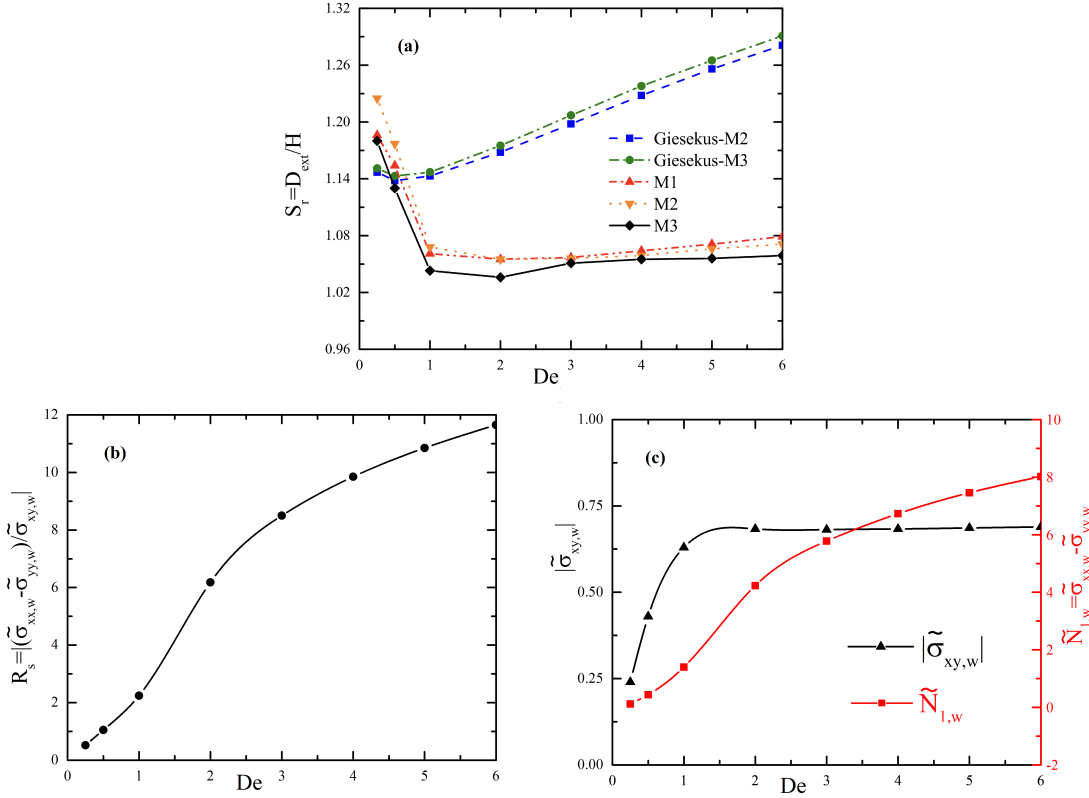 1.32
1.26
1.20
1.14
1.08
1.02
0.96
S_r=D_ext/H
(a)
Giesekus-M2
Giesekus-M3
M1
M2
M3
0 1 2 3 4 5 6
De
12
10
8
6
4
2
0
R_s=|(σ̃_xx,w-σ̃_yy,w)/σ̃_xy,w|
(b)
0 1 2 3 4 5 6
De
1.00
0.75
0.50
0.25
0.00
|σ̃_xy,w|
(c)
|σ̃_xy,w|
Ñ_1,w
10
8
6
4
2
0
-2
Ñ_1,w=σ̃_xx,w-σ̃_yy,w
0 1 2 3 4 5 6
De